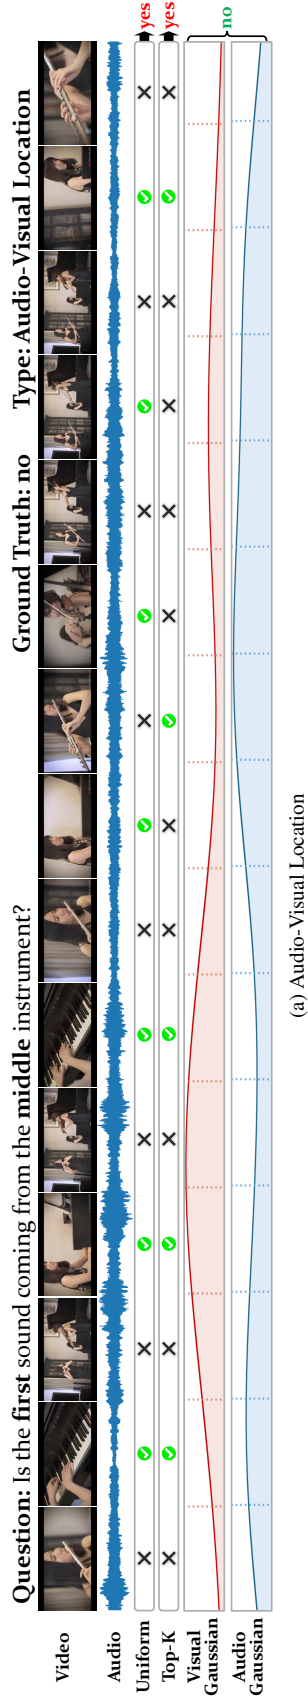 Question: Is the first sound coming from the middle instrument? Ground Truth: no Type: Audio-Visual Location
Video
Audio
Uniform yes
Top-K yes
Visual
Gaussian
no
Audio
Gaussian
(a) Audio-Visual Location